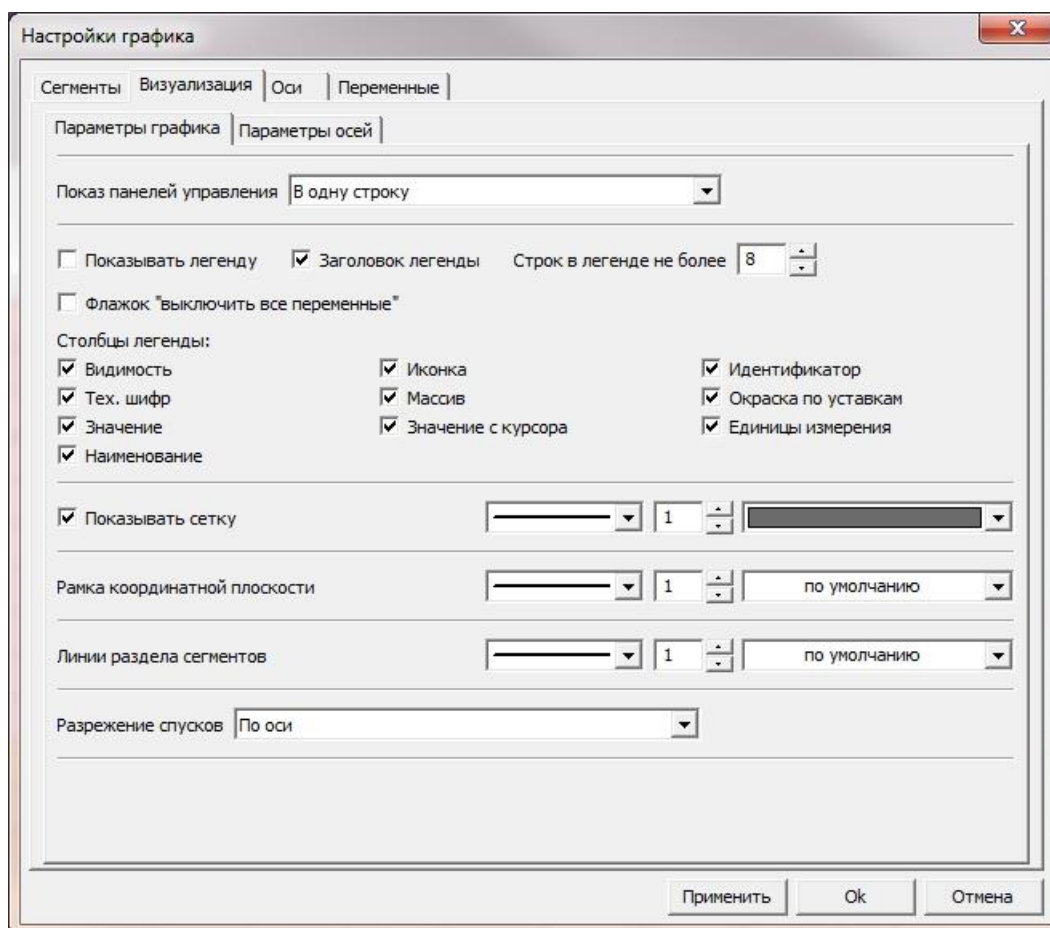 Настройки графика
Сегменты Визуализация Оси Переменные
Параметры графика Параметры осей
Показ панелей управления В одну строку
Показывать легенду Заголовок легенды Строк в легенде не более 8
Флажок "выключить все переменные"
Столбцы легенды:
Видимость Иконка Идентификатор
Тех. шифр Массив Окраска по уставкам
Значение Значение с курсора Единицы измерения
Наименование
Показывать сетку 1
Рамка координатной плоскости 1 по умолчанию
Линии раздела сегментов 1 по умолчанию
Разрежение спусков По оси
Применить Ok Отмена